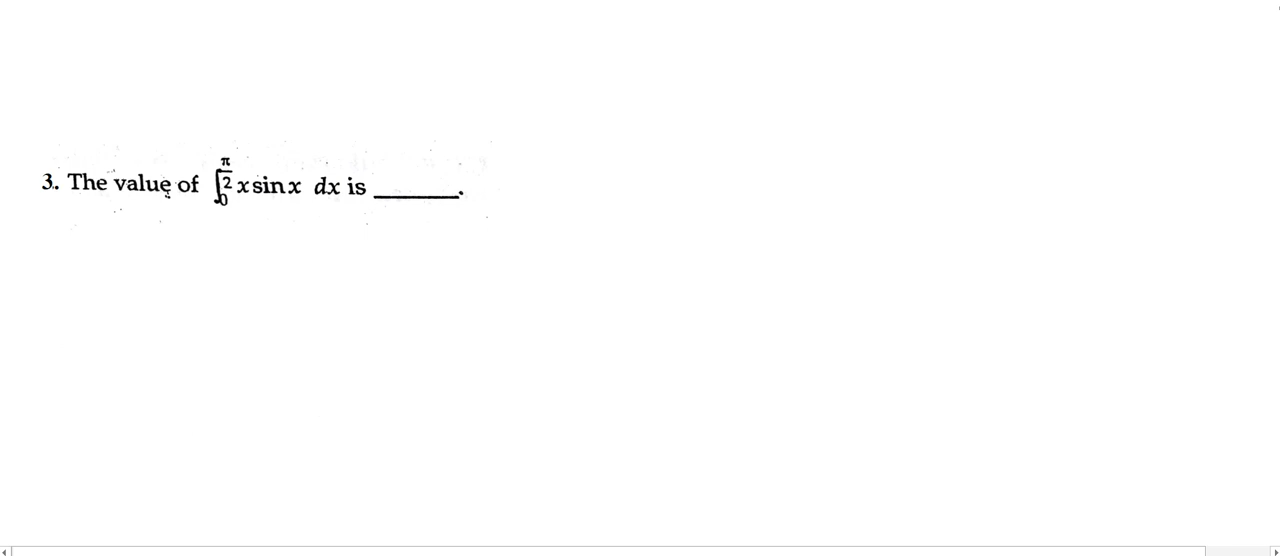 3. The value of ∫₀^{π/2} x sin x dx is ______.